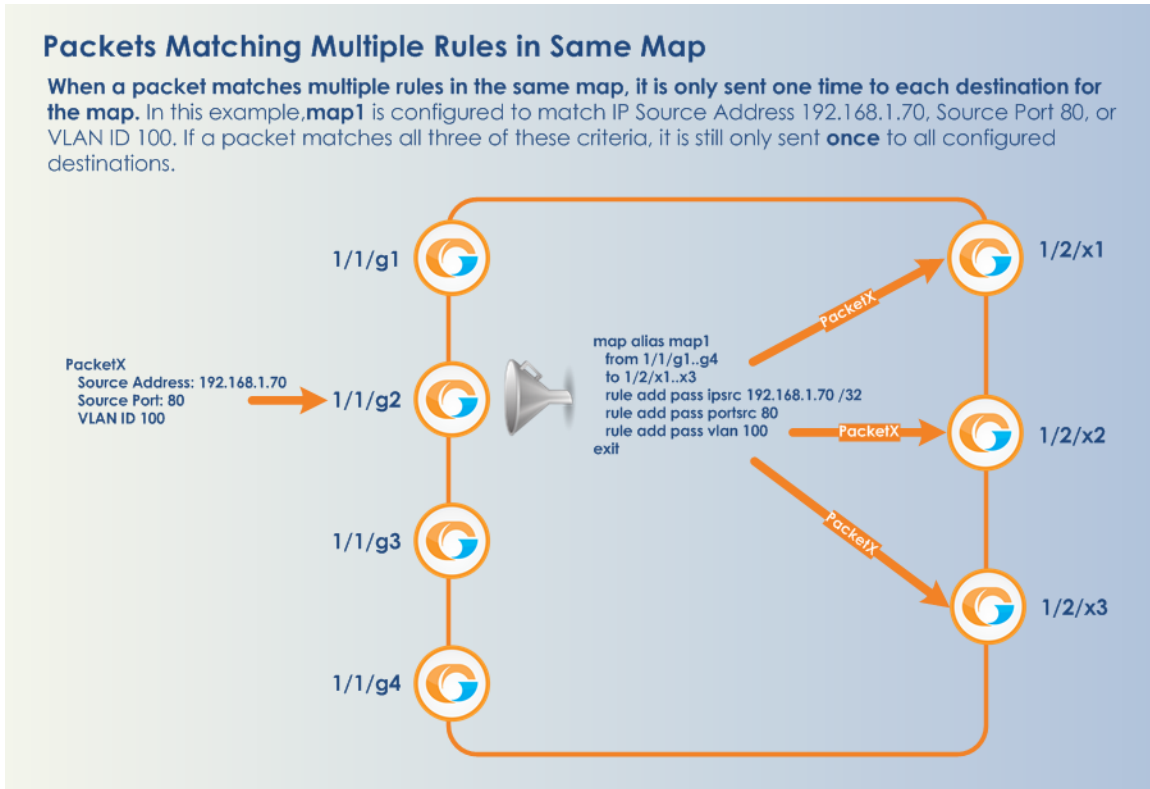 Packets Matching Multiple Rules in Same Map
When a packet matches multiple rules in the same map, it is only sent one time to each destination for
the map. In this example,map1 is configured to match IP Source Address 192.168.1.70, Source Port 80, or
VLAN ID 100. If a packet matches all three of these criteria, it is still only sent once to all configured
destinations.
1/1/g1
1/2/x1
PacketX
map alias map1
from 1/1/g1..g4
to 1/2/x1..x3
rule add pass ipsrc 192.168.1.70 /32
rule add pass portsrc 80
rule add pass vlan 100
exit
PacketX
Source Address: 192.168.1.70
Source Port: 80
VLAN ID 100
1/1/g2
PacketX
1/2/x2
PacketX
1/1/g3
1/2/x3
1/1/g4